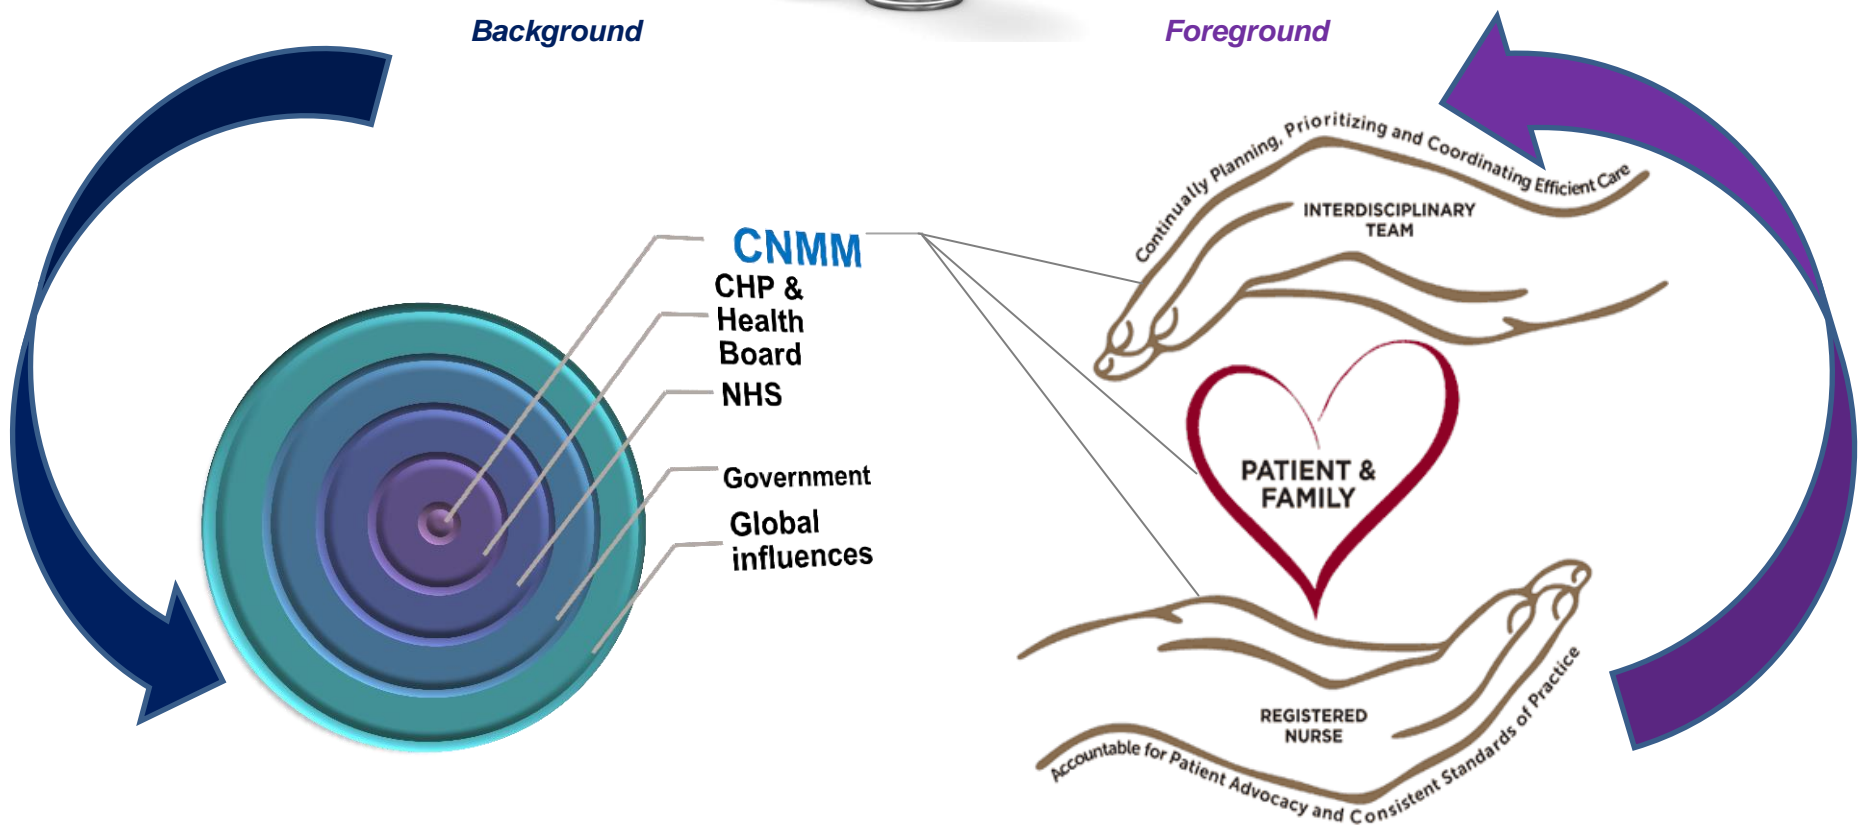 Background
Foreground
CNMM
CHP &
Health
Board
NHS
Government
Global
influences
Continually Planning, Prioritizing and Coordinating Efficient Care
INTERDISCIPLINARY
TEAM
PATIENT &
FAMILY
REGISTERED
NURSE
Accountable for Patient Advocacy and Consistent Standards of Practice